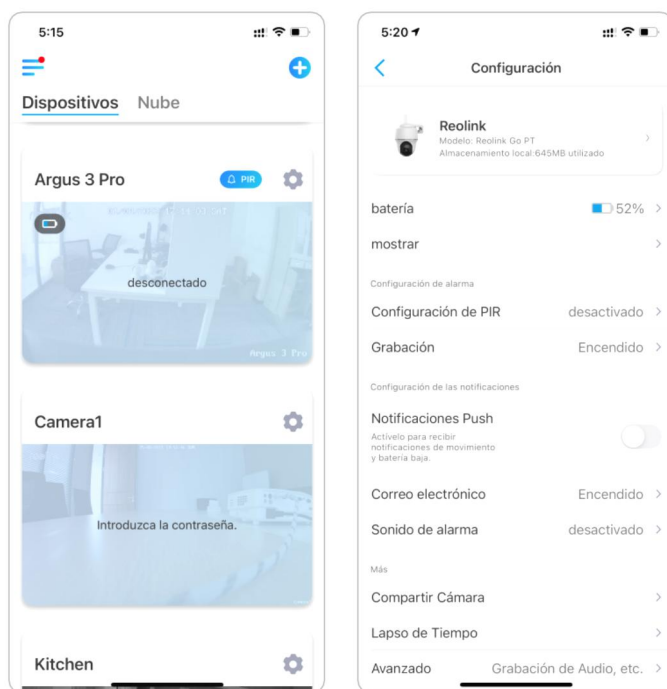 5:15
Dispositivos Nube
Argus 3 Pro
PIR
desconectado
Argus 3 Pro
Camera1
Introduzca la contraseña.
Kitchen
5:20
Configuración
Reolink
Modelo: Reolink Go PT
Almacenamiento local:645MB utilizado
batería 52%
mostrar
Configuración de alarma
Configuración de PIR desactivado
Grabación Encendido
Configuración de las notificaciones
Notificaciones Push
Actívelo para recibir
notificaciones de movimiento
y batería baja.
Correo electrónico Encendido
Sonido de alarma desactivado
Más
Compartir Cámara
Lapso de Tiempo
Avanzado Grabación de Audio, etc.